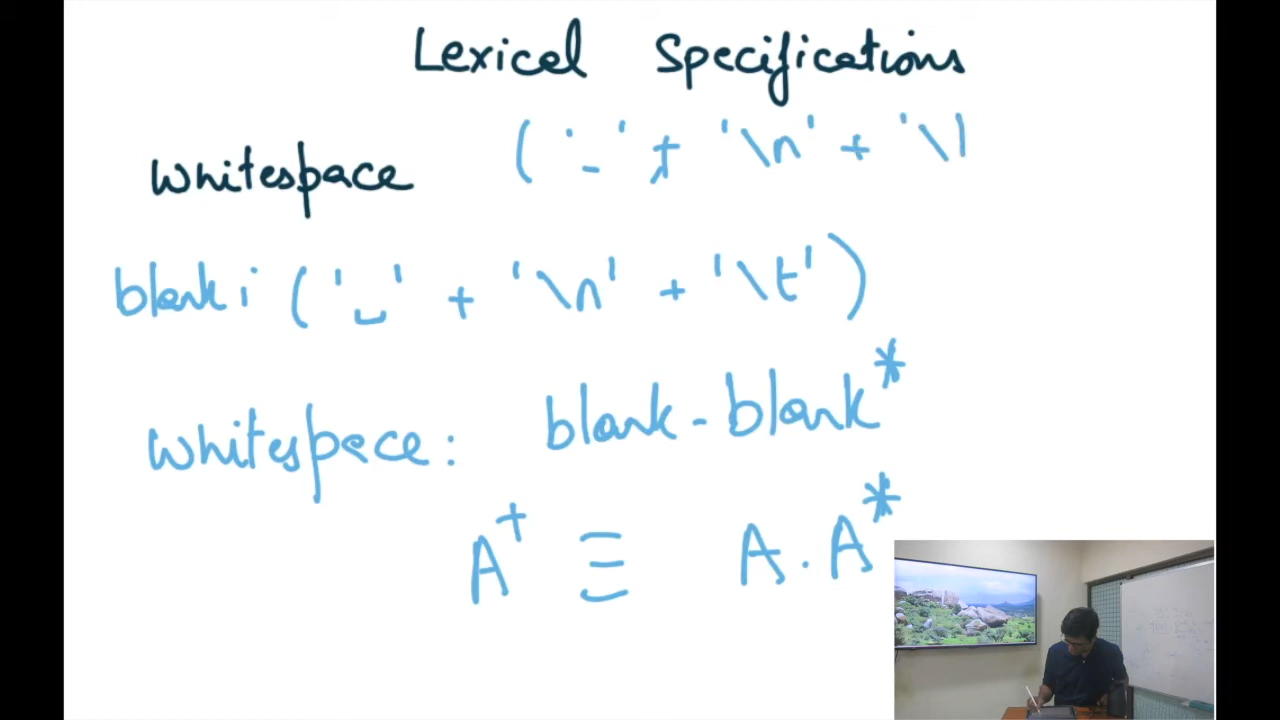 Lexical Specifications
( '_' + '\n' + '\
whitespace
blank : ( '␣' + '\n' + '\t' )
whitespace : blank . blank*
A⁺ ≡ A . A*